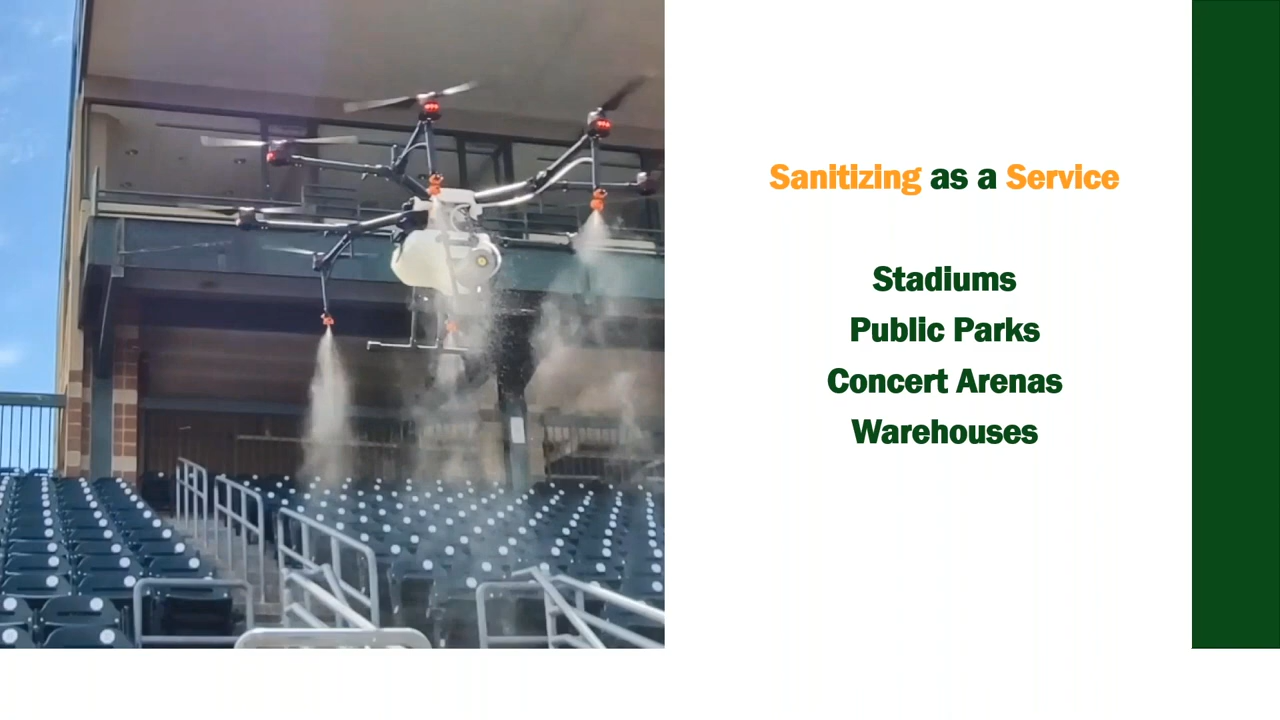 Sanitizing as a Service
Stadiums
Public Parks
Concert Arenas
Warehouses